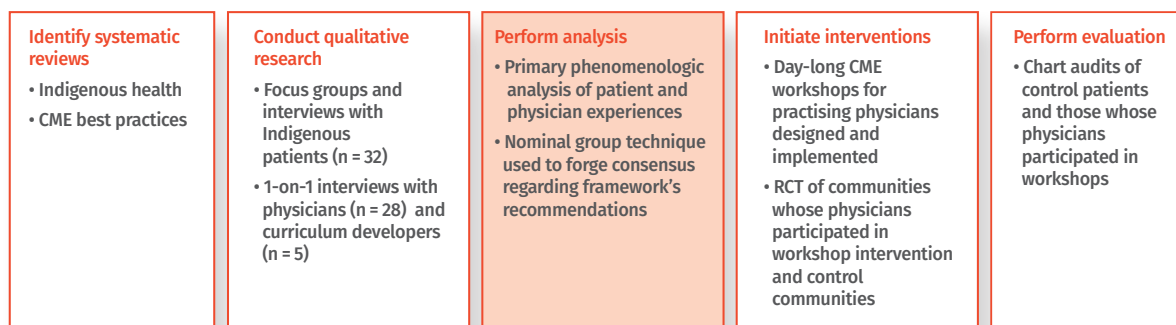 Identify systematic
reviews
• Indigenous health
• CME best practices
Conduct qualitative
research
• Focus groups and
interviews with
Indigenous
patients (n = 32)
• 1-on-1 interviews with
physicians (n = 28) and
curriculum developers
(n = 5)
Perform analysis
• Primary phenomenologic
analysis of patient and
physician experiences
• Nominal group technique
used to forge consensus
regarding framework’s
recommendations
Initiate interventions
• Day-long CME
workshops for
practising physicians
designed and
implemented
• RCT of communities
whose physicians
participated in
workshop intervention
and control
communities
Perform evaluation
• Chart audits of
control patients
and those whose
physicians
participated in
workshops